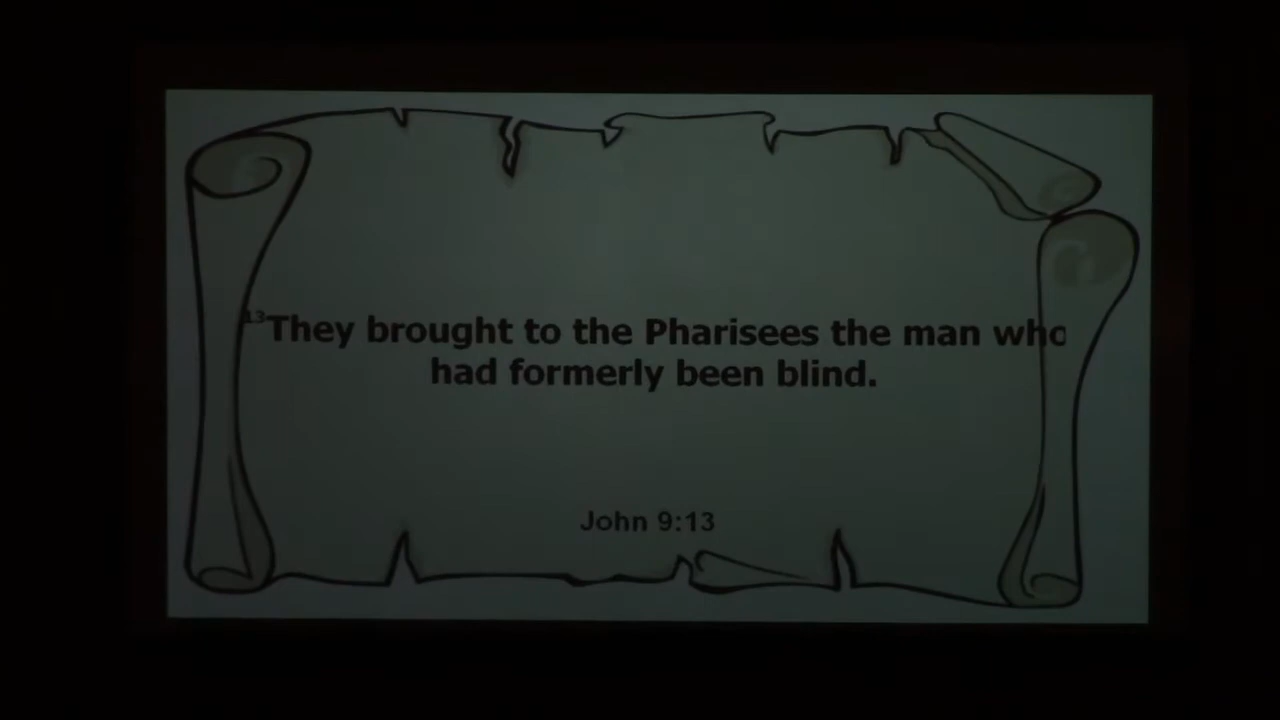 13They brought to the Pharisees the man who
had formerly been blind.
John 9:13